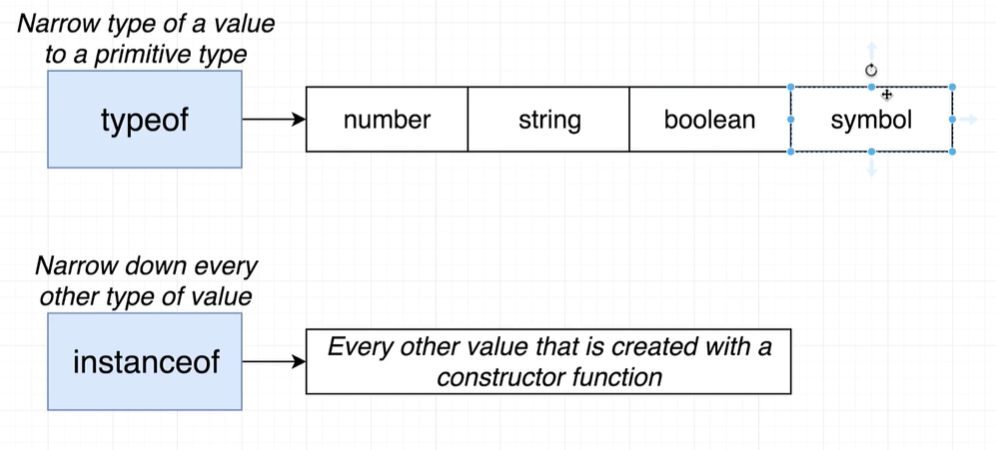 Narrow type of a value
to a primitive type
typeof
number
string
boolean
symbol
Narrow down every
other type of value
instanceof
Every other value that is created with a
constructor function